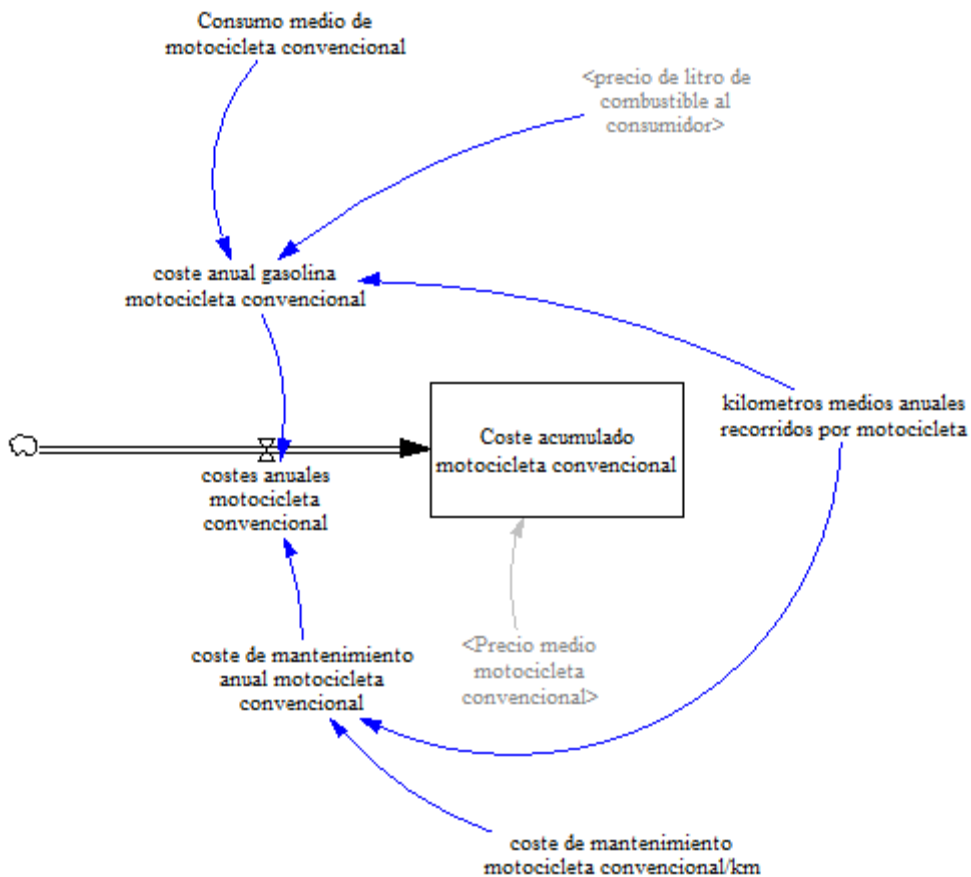 Consumo medio de
motocicleta convencional
<precio de litro de
combustible al
consumidor>
coste anual gasolina
motocicleta convencional
kilometros medios anuales
recorridos por motocicleta
Coste acumulado
motocicleta convencional
costes anuales
motocicleta
convencional
<Precio medio
motocicleta
convencional>
coste de mantenimiento
anual motocicleta
convencional
coste de mantenimiento
motocicleta convencional/km